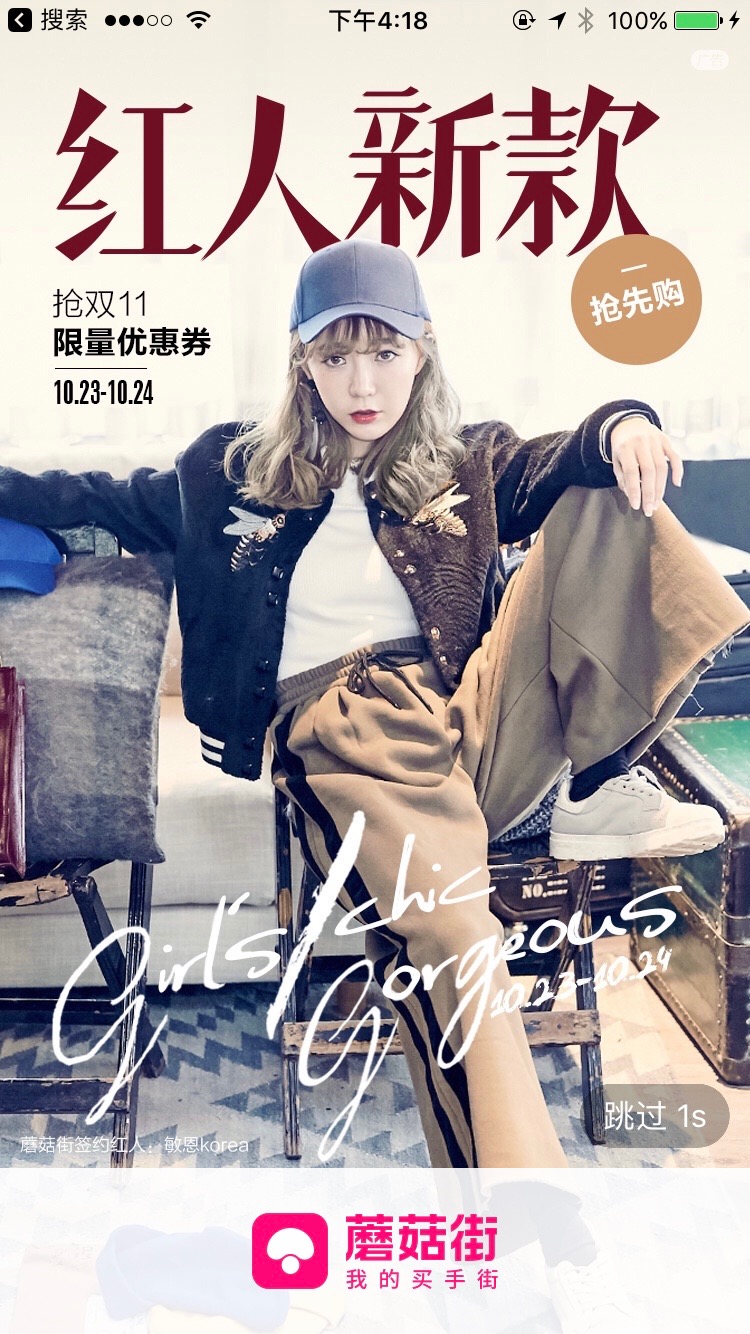 搜索
下午4:18
100%
广告
红人新款
抢先购
抢双11
限量优惠券
10.23-10.24
NO.
Girl's/chic
Gorgeous
10.23-10.24
跳过 1s
蘑菇街签约红人：敏恩korea
蘑菇街
我的买手街